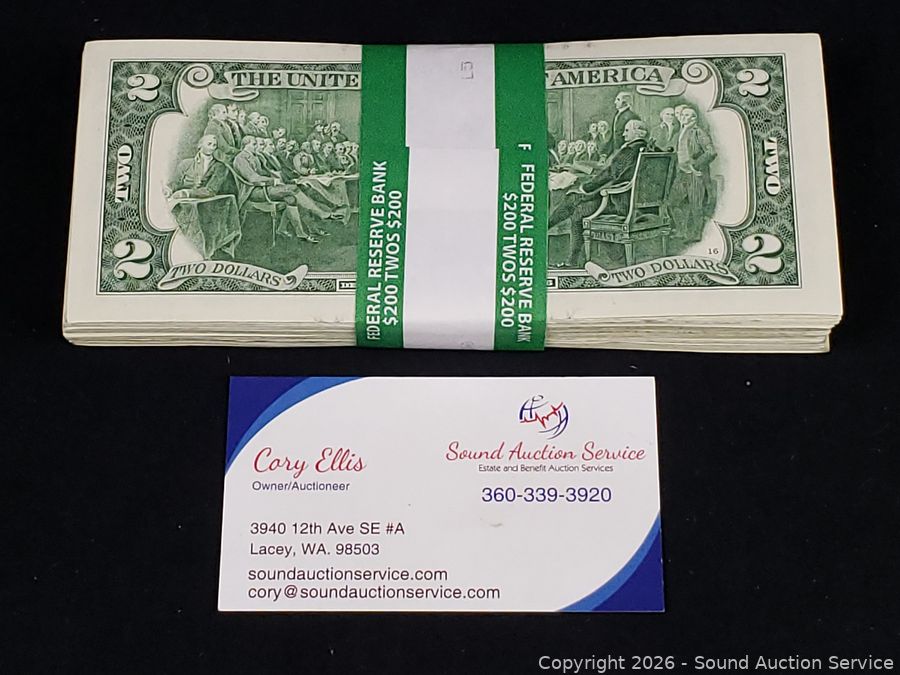 2 THE UNITE AMERICA 2
TWO
TWO
2 TWO DOLLARS TWO DOLLARS 2
16
FEDERAL RESERVE BANK
$200 TWOS $200
F FEDERAL RESERVE BANK
$200 TWOS $200
Cory Ellis
Owner/Auctioneer
Sound Auction Service
Estate and Benefit Auction Services
360-339-3920
3940 12th Ave SE #A
Lacey, WA. 98503
soundauctionservice.com
cory@soundauctionservice.com
Copyright 2026 - Sound Auction Service